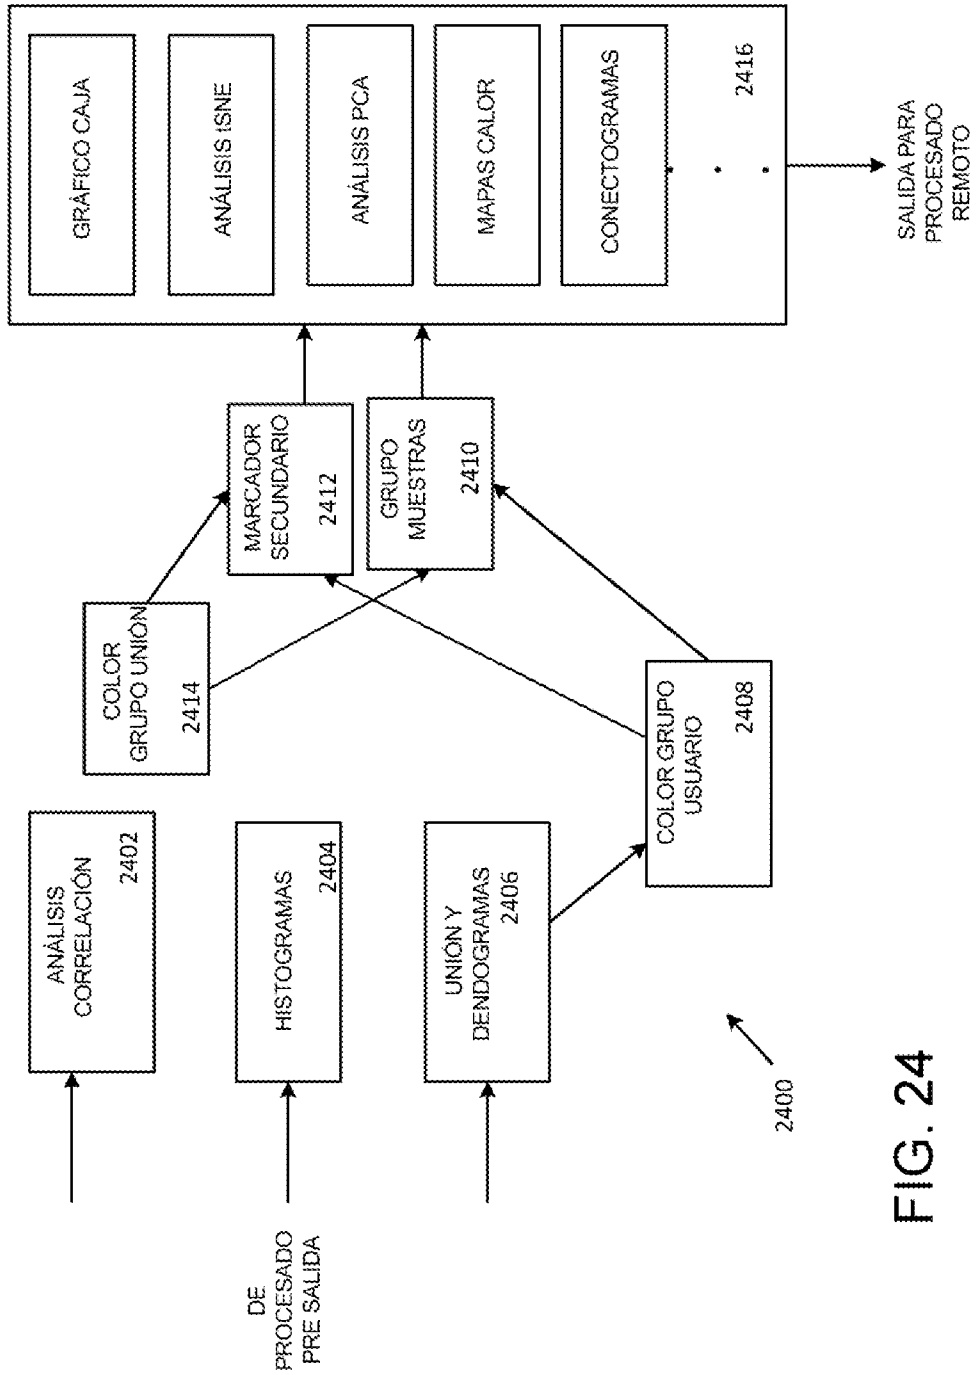 DE
PROCESADO
PRE SALIDA
ANÁLISIS
CORRELACIÓN
2402
HISTOGRAMAS
2404
UNIÓN Y
DENDOGRAMAS
2406
COLOR
GRUPO UNIÓN
2414
COLOR GRUPO
USUARIO
2408
MARCADOR
SECUNDARIO
2412
GRUPO
MUESTRAS
2410
GRÁFICO CAJA
ANÁLISIS tSNE
ANÁLISIS PCA
MAPAS CALOR
CONECTOGRAMAS
. . .
2416
SALIDA PARA
PROCESADO
REMOTO
2400
FIG. 24